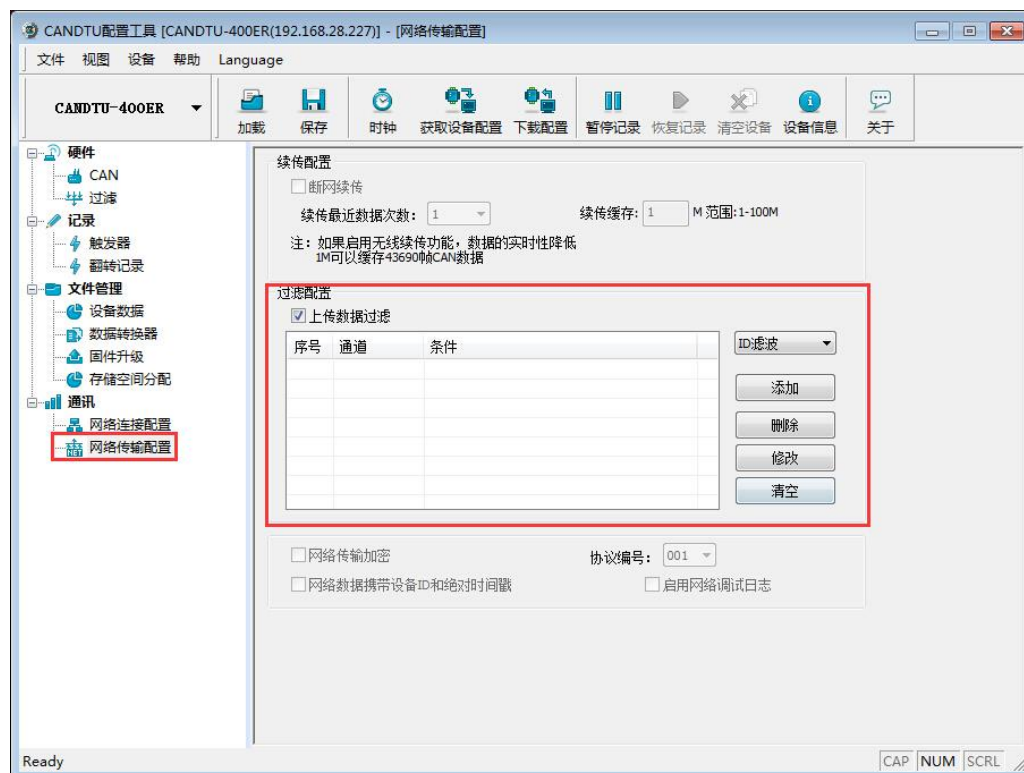 CANDTU配置工具 [CANDTU-400ER(192.168.28.227)] - [网络传输配置]
文件 视图 设备 帮助 Language
CANDTU-400ER
加载 保存 时钟 获取设备配置 下载配置 暂停记录 恢复记录 清空设备 设备信息 关于
硬件
CAN
过滤
记录
触发器
翻转记录
文件管理
设备数据
数据转换器
固件升级
存储空间分配
通讯
网络连接配置
网络传输配置
续传配置
断网续传
续传最近数据次数: 1 续传缓存: 1 M 范围:1-100M
注: 如果启用无线续传功能, 数据的实时性降低
1M可以缓存43690帧CAN数据
过滤配置
上传数据过滤
序号 通道 条件
ID滤波
添加
删除
修改
清空
网络传输加密 协议编号: 001
网络数据携带设备ID和绝对时间戳 启用网络调试日志
Ready CAP NUM SCRL